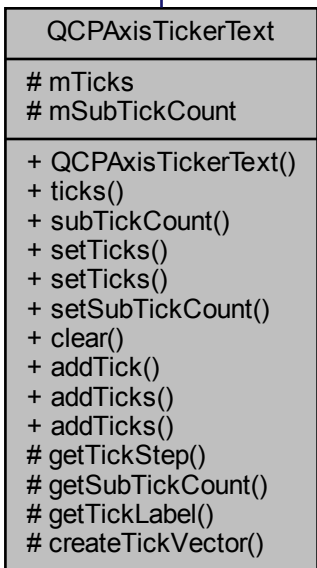 QCPAxisTickerText
# mTicks
# mSubTickCount
+ QCPAxisTickerText()
+ ticks()
+ subTickCount()
+ setTicks()
+ setTicks()
+ setSubTickCount()
+ clear()
+ addTick()
+ addTicks()
+ addTicks()
# getTickStep()
# getSubTickCount()
# getTickLabel()
# createTickVector()